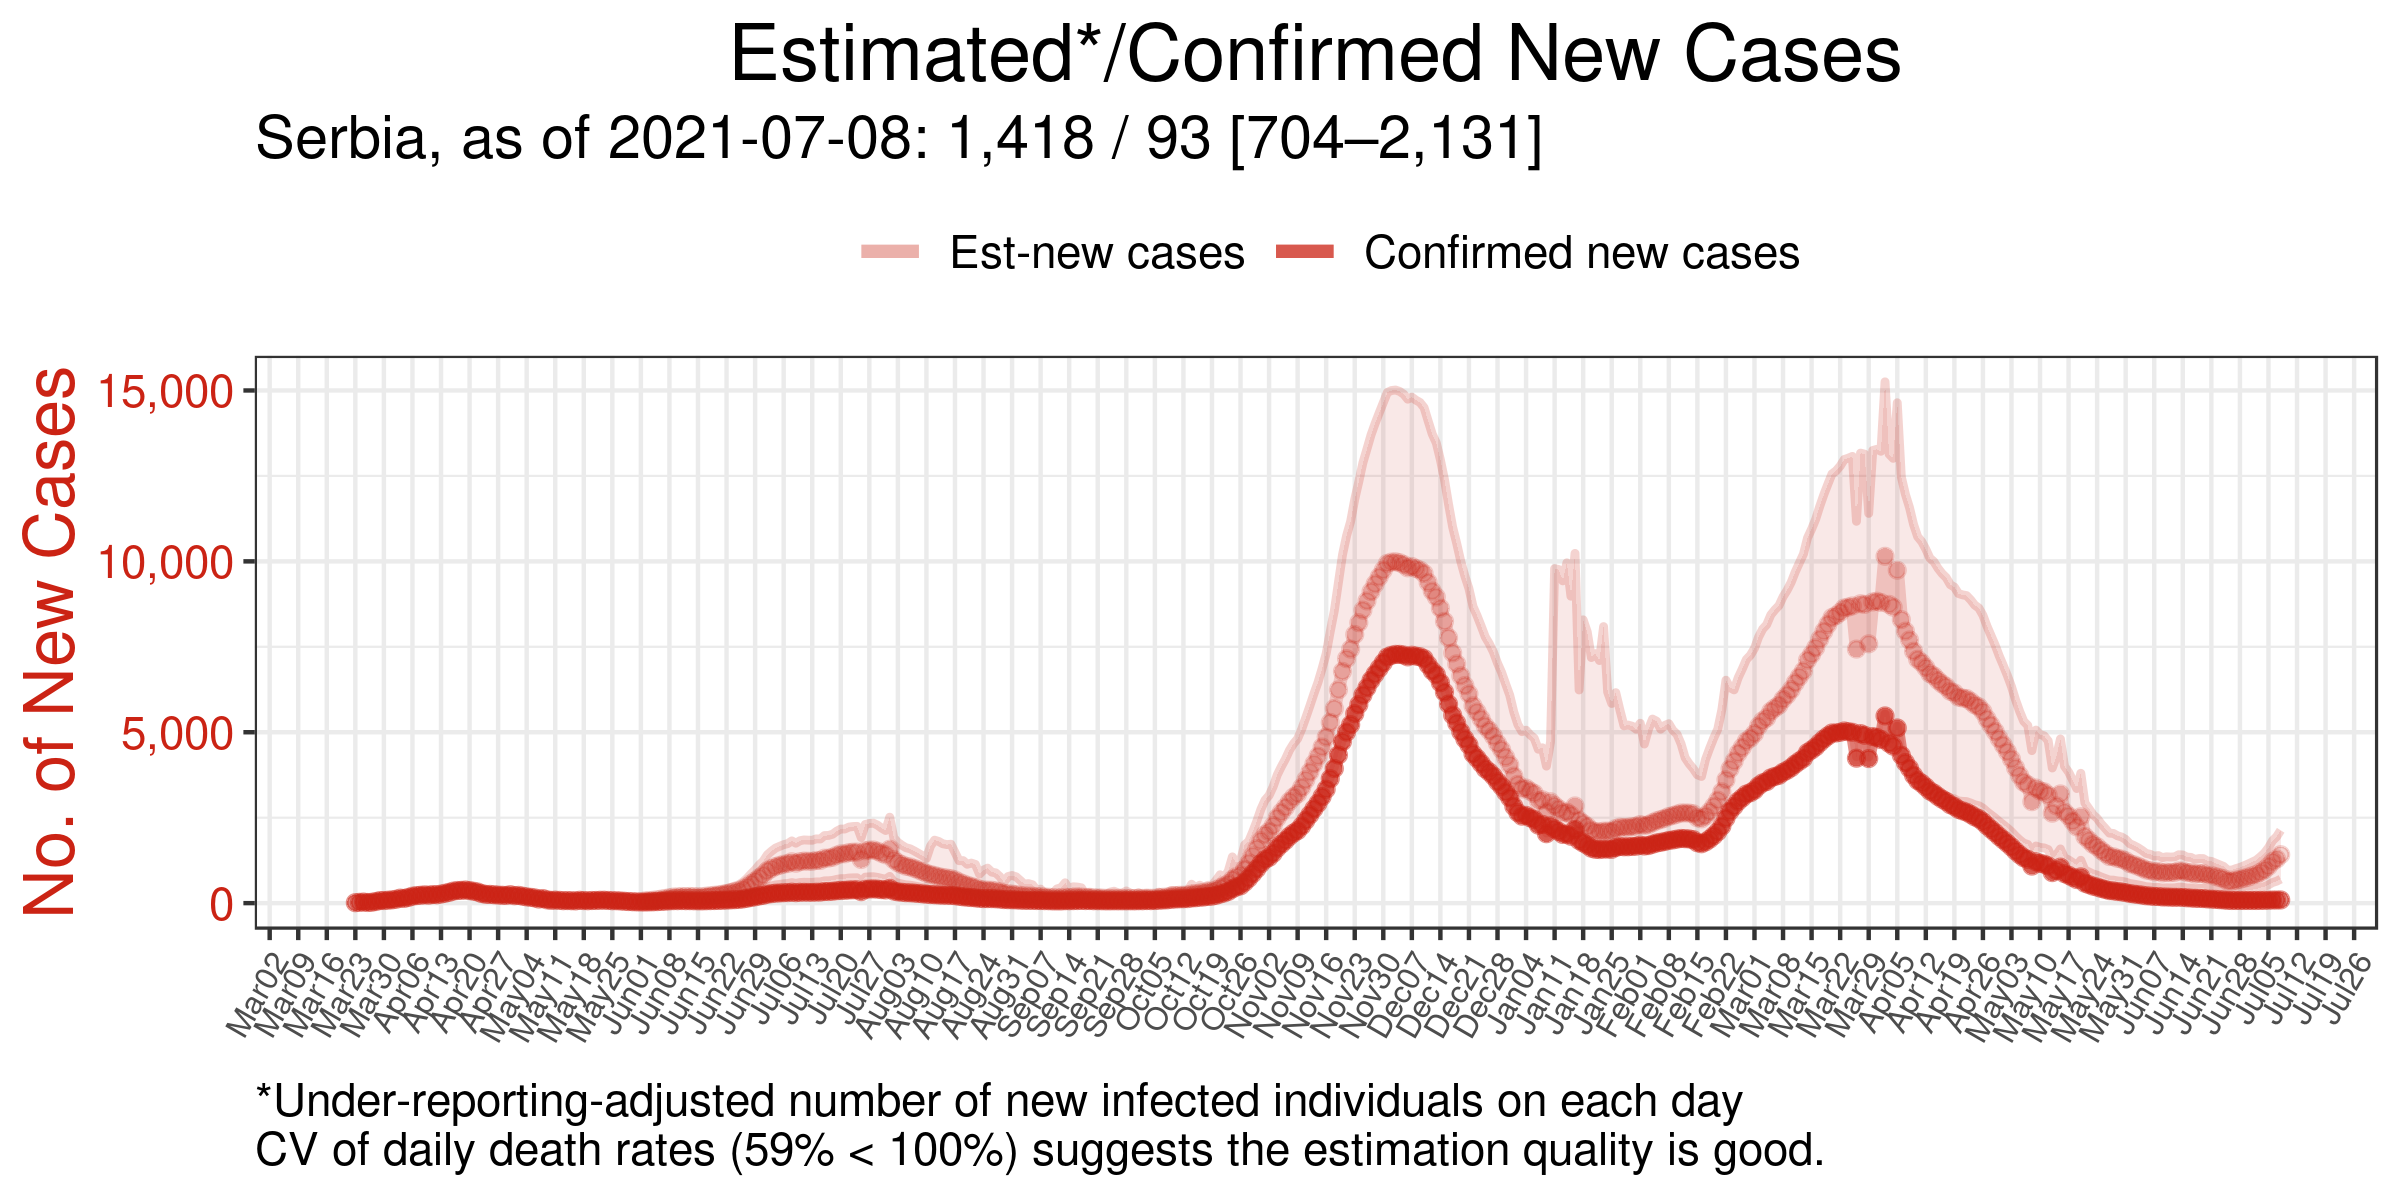 Estimated*/Confirmed New Cases
Serbia, as of 2021-07-08: 1,418 / 93 [704–2,131]
Est-new cases Confirmed new cases
No. of New Cases
15,000
10,000
5,000
0
Mar02 Mar09 Mar16 Mar23 Mar30 Apr06 Apr13 Apr20 Apr27 May04 May11 May18 May25 Jun01 Jun08 Jun15 Jun22 Jun29 Jul06 Jul13 Jul20 Jul27 Aug03 Aug10 Aug17 Aug24 Aug31 Sep07 Sep14 Sep21 Sep28 Oct05 Oct12 Oct19 Oct26 Nov02 Nov09 Nov16 Nov23 Nov30 Dec07 Dec14 Dec21 Dec28 Jan04 Jan11 Jan18 Jan25 Feb01 Feb08 Feb15 Feb22 Mar01 Mar08 Mar15 Mar22 Mar29 Apr05 Apr12 Apr19 Apr26 May03 May10 May17 May24 May31 Jun07 Jun14 Jun21 Jun28 Jul05 Jul12 Jul19 Jul26
*Under-reporting-adjusted number of new infected individuals on each day
CV of daily death rates (59% < 100%) suggests the estimation quality is good.